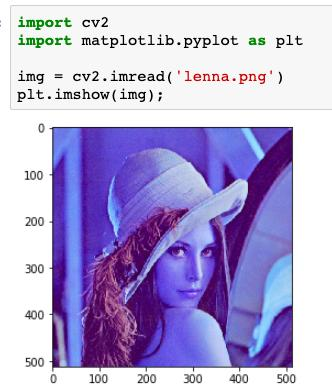 import cv2
import matplotlib.pyplot as plt
img = cv2.imread('lenna.png')
plt.imshow(img);
0
100
200
300
400
500
0 100 200 300 400 500